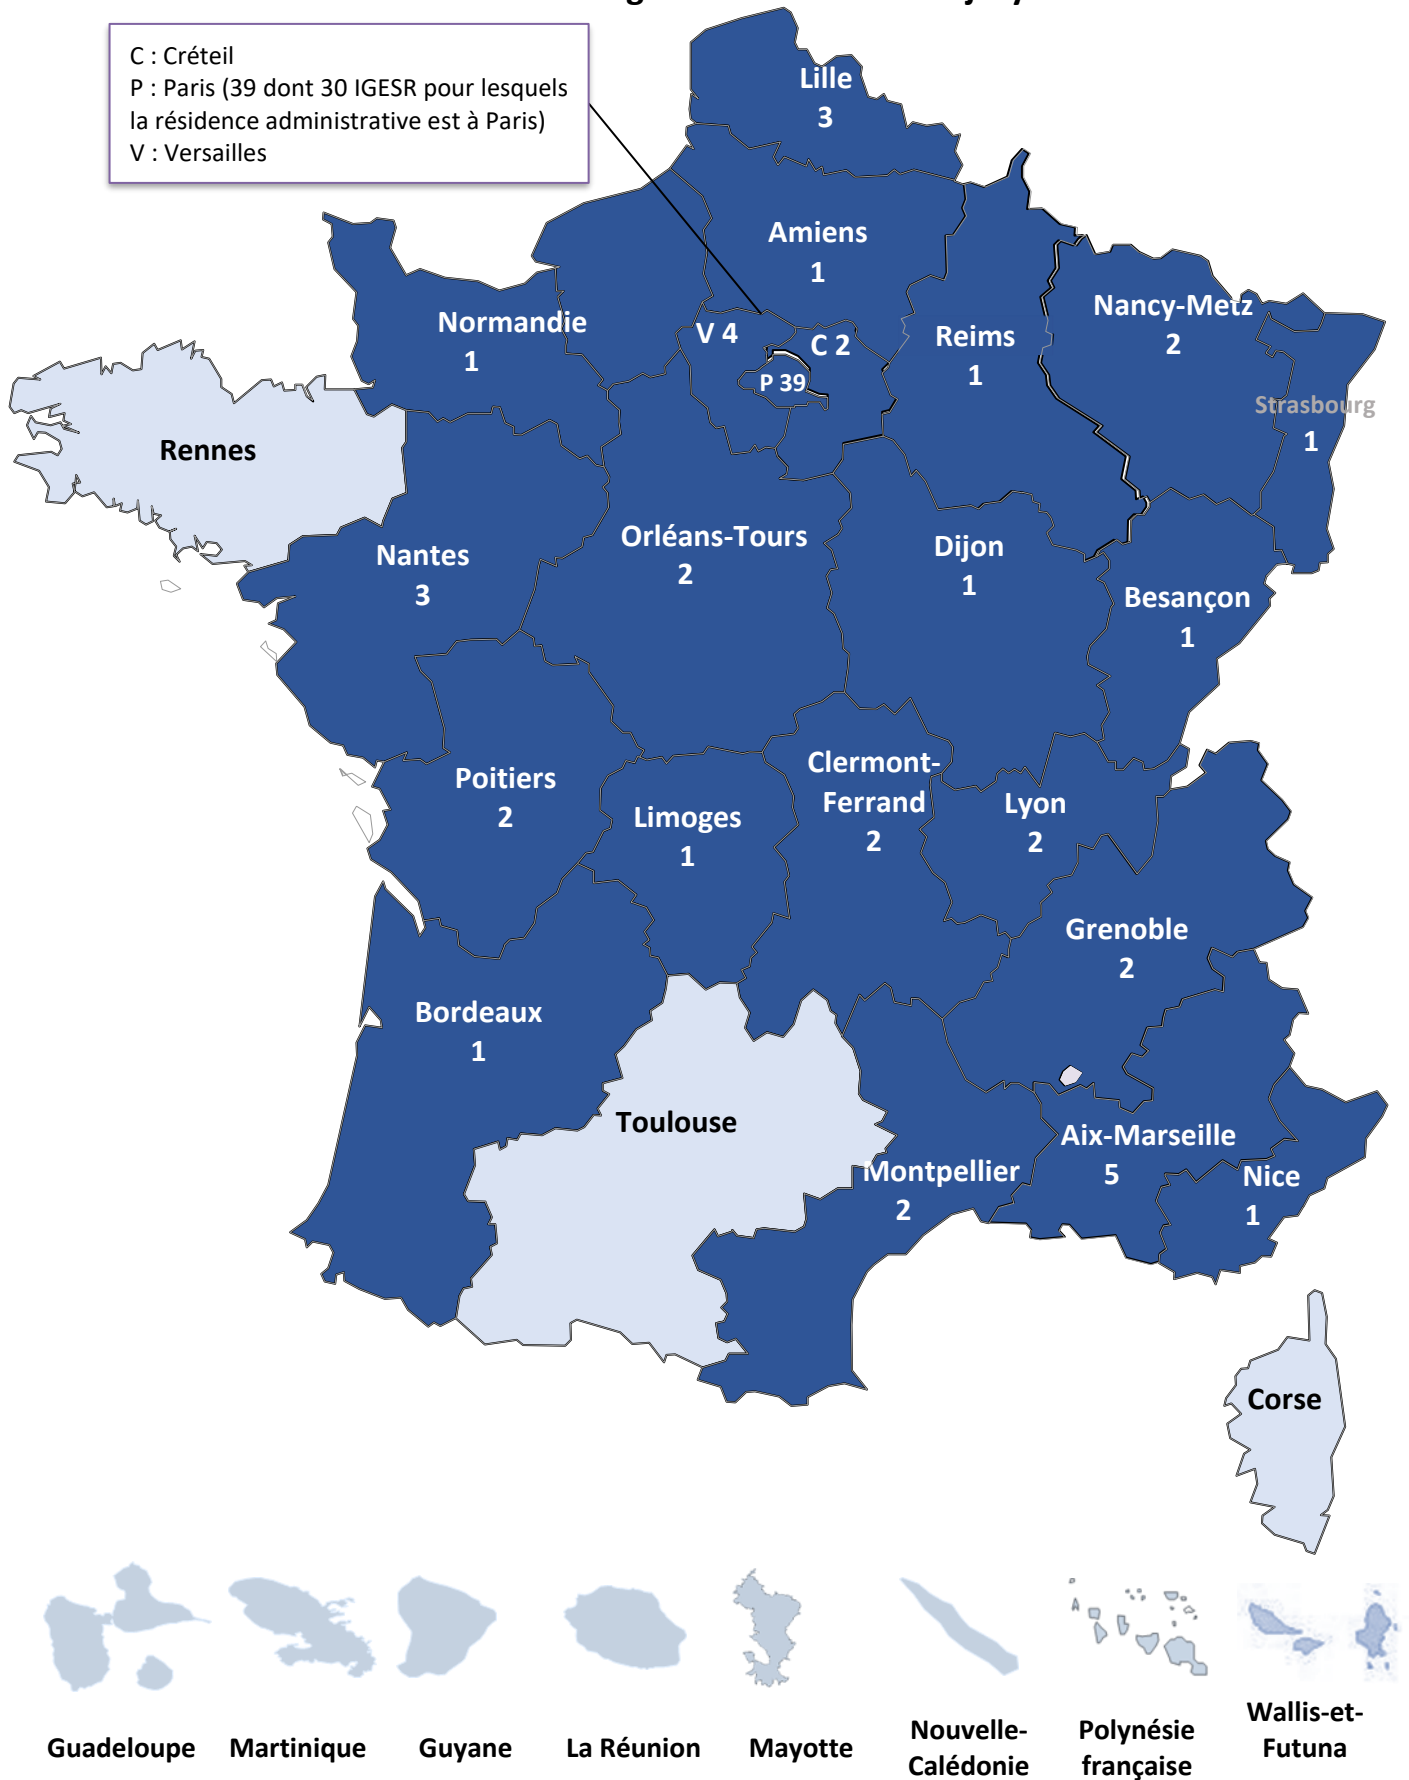 C : Créteil
P : Paris (39 dont 30 IGESR pour lesquels
la résidence administrative est à Paris)
V : Versailles
Lille
3
Amiens
1
Normandie
1
V 4
C 2
P 39
Reims
1
Nancy-Metz
2
Strasbourg
1
Rennes
Nantes
3
Orléans-Tours
2
Dijon
1
Besançon
1
Poitiers
2
Limoges
1
Clermont-
Ferrand
2
Lyon
2
Grenoble
2
Bordeaux
1
Toulouse
Montpellier
2
Aix-Marseille
5
Nice
1
Corse
Guadeloupe
Martinique
Guyane
La Réunion
Mayotte
Nouvelle-
Calédonie
Polynésie
française
Wallis-et-
Futuna